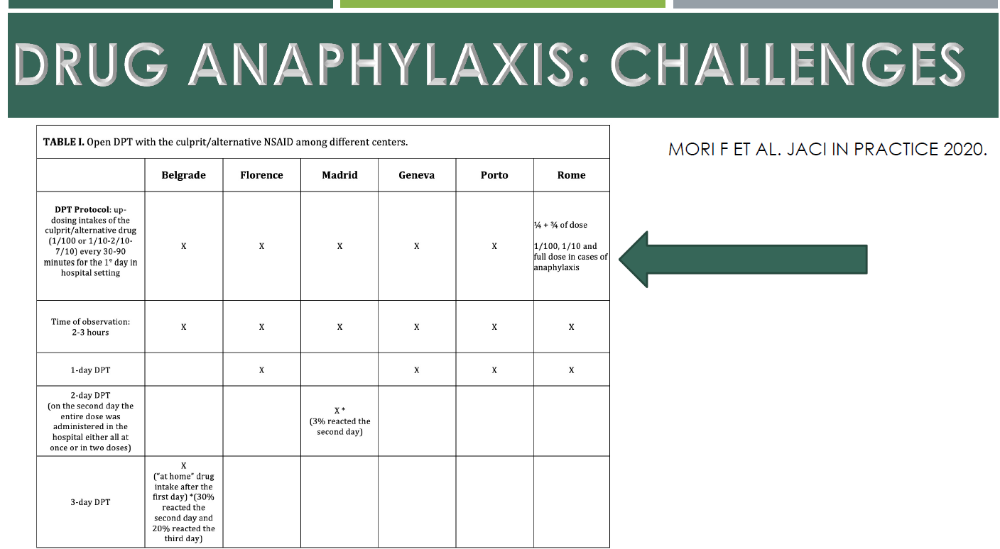 DRUG ANAPHYLAXIS: CHALLENGES
MORI F ET AL. JACI IN PRACTICE 2020.
TABLE I. Open DPT with the culprit/alternative NSAID among different centers.
Belgrade Florence Madrid Geneva Porto Rome
DPT Protocol: up-
dosing intakes of the
culprit/alternative drug
(1/100 or 1/10-2/10-
7/10) every 30-90
minutes for the 1° day in
hospital setting
X X X X X
¼ + ¾ of dose
1/100, 1/10 and
full dose in cases of
anaphylaxis
Time of observation:
2-3 hours
X X X X X X
1-day DPT
X X X X
2-day DPT
(on the second day the
entire dose was
administered in the
hospital either all at
once or in two doses)
X *
(3% reacted the
second day)
3-day DPT
X
("at home" drug
intake after the
first day) *(30%
reacted the
second day and
20% reacted the
third day)